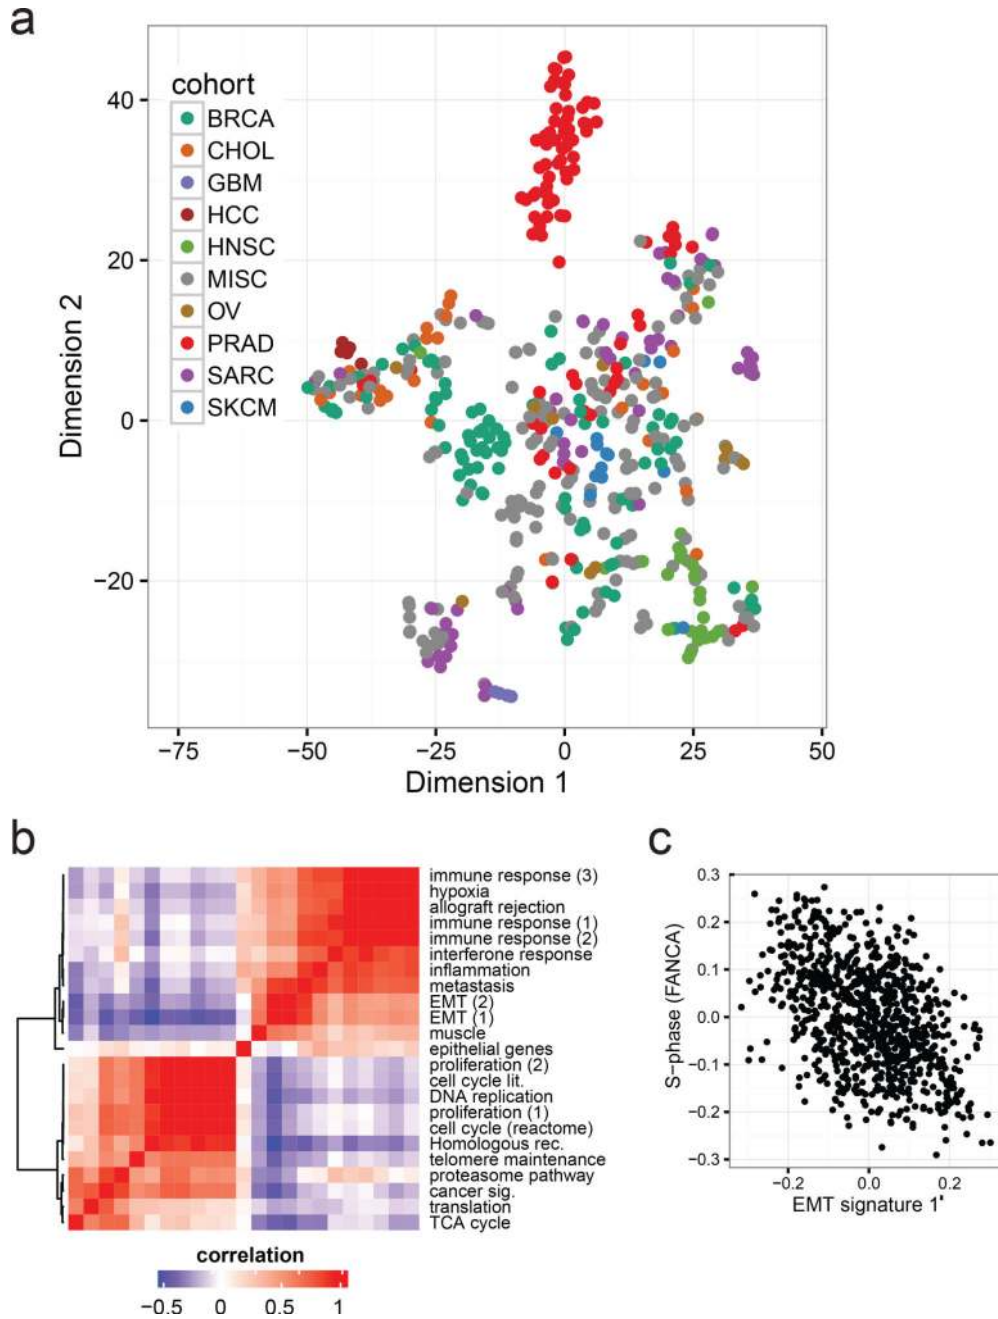 a
cohort
BRCA
CHOL
GBM
HCC
HNSC
MISC
OV
PRAD
SARC
SKCM
40
20
0
−20
Dimension 2
−75 −50 −25 0 25 50
Dimension 1
b
immune response (3)
hypoxia
allograft rejection
immune response (1)
immune response (2)
interferone response
inflammation
metastasis
EMT (2)
EMT (1)
muscle
epithelial genes
proliferation (2)
cell cycle lit.
DNA replication
proliferation (1)
cell cycle (reactome)
Homologous rec.
telomere maintenance
proteasome pathway
cancer sig.
translation
TCA cycle
correlation
−0.5 0 0.5 1
c
0.3
0.2
0.1
0.0
−0.1
−0.2
−0.3
S−phase (FANCA)
−0.2 0.0 0.2
EMT signature 1